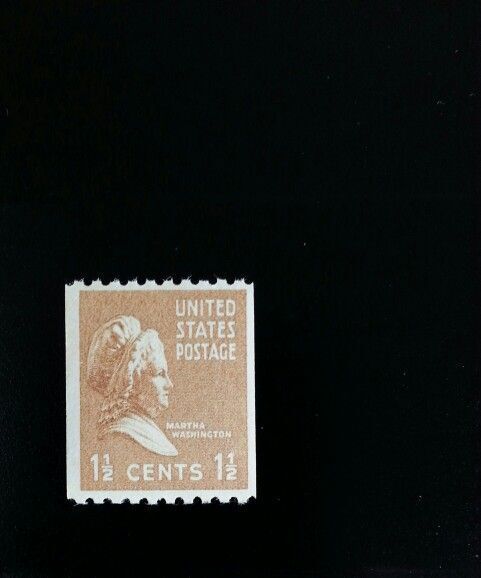 UNITED
STATES
POSTAGE
MARTHA
WASHINGTON
1½ CENTS 1½